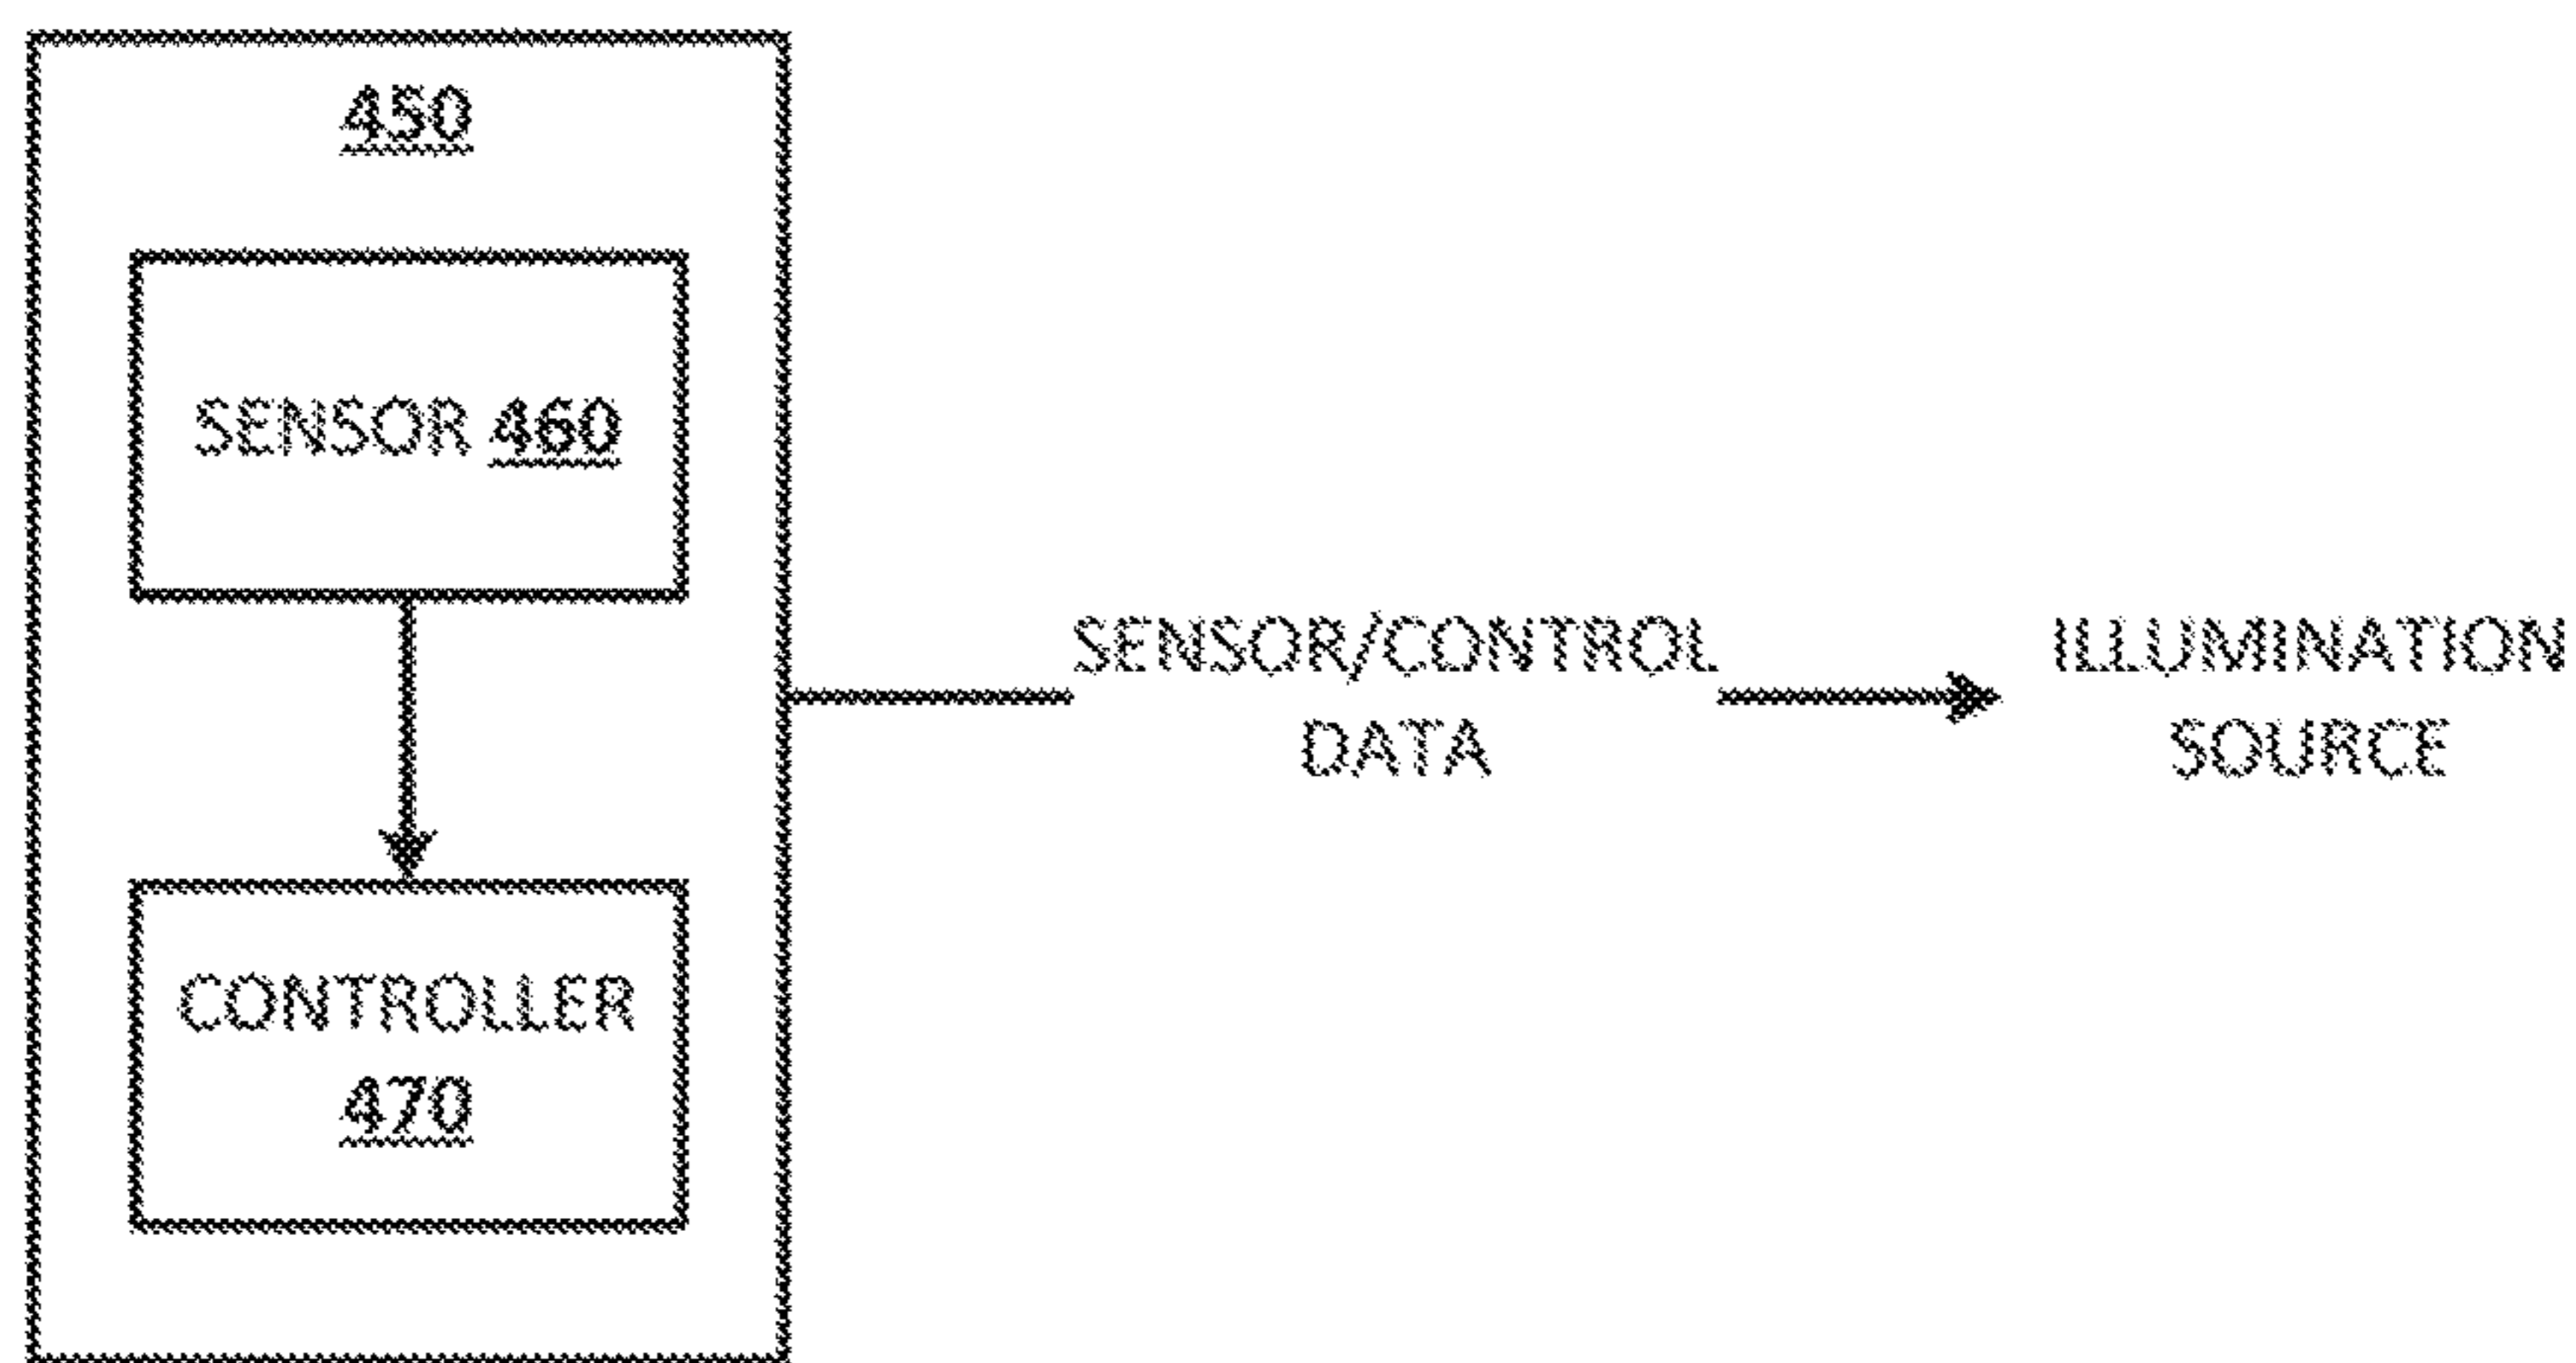 450
SENSOR 460
SENSOR/CONTROL
DATA
ILLUMINATION
SOURCE
CONTROLLER
470